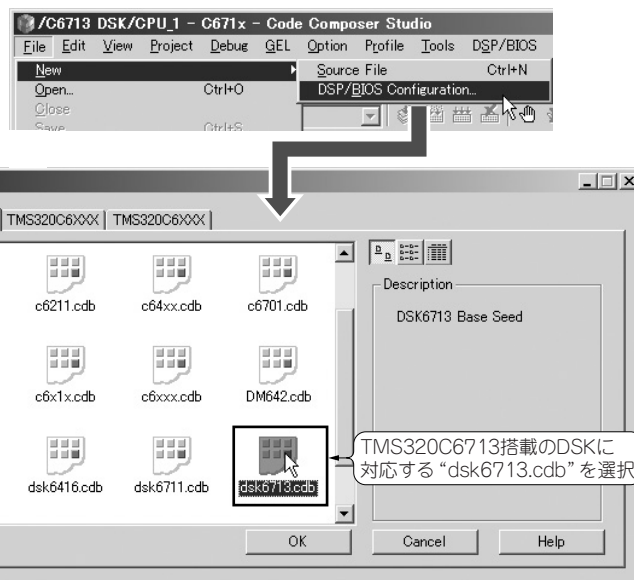 /C6713 DSK/CPU_1 - C671x - Code Composer Studio
File Edit View Project Debug GEL Option Profile Tools DSP/BIOS
New
Source File Ctrl+N
Open... Ctrl+O
DSP/BIOS Configuration...
Close
Save Ctrl+S
TMS320C6XXX TMS320C6XXX
c6211.cdb c64xx.cdb c6701.cdb
Description
DSK6713 Base Seed
c6x1x.cdb c6xxx.cdb DM642.cdb
TMS320C6713搭載のDSKに
対応する“dsk6713.cdb”を選択
dsk6416.cdb dsk6711.cdb dsk6713.cdb
OK Cancel Help